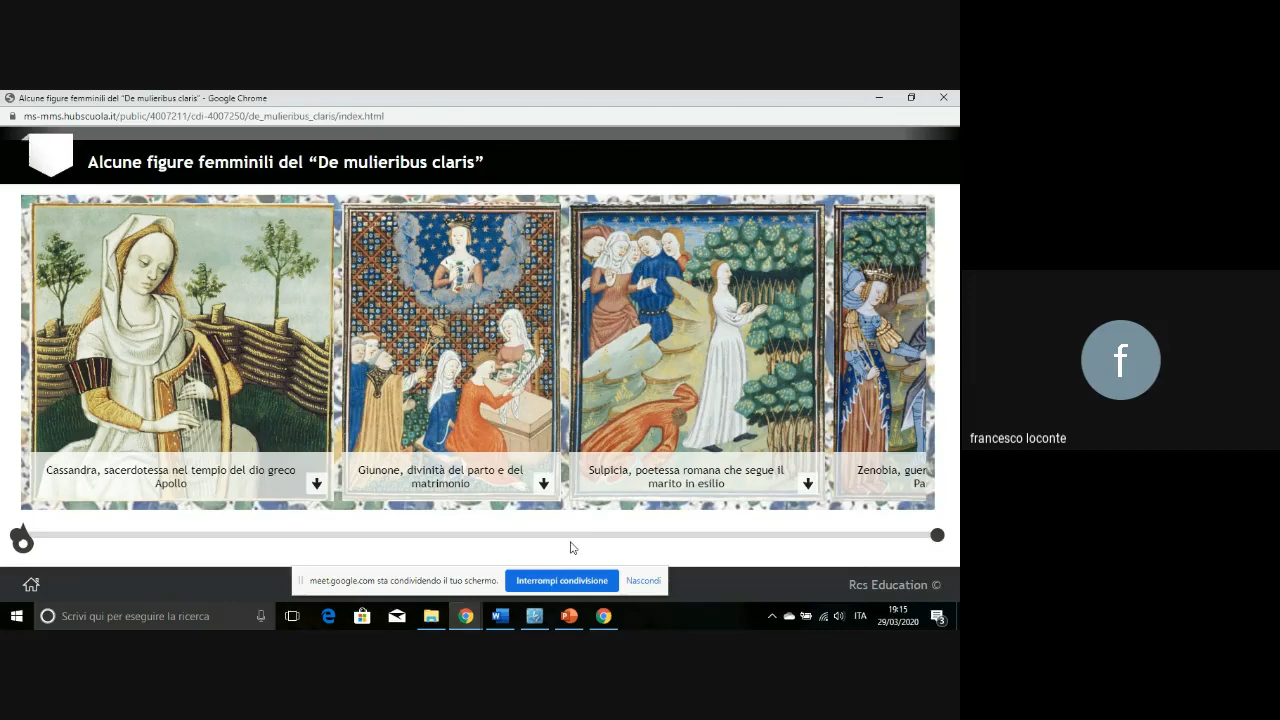 Alcune figure femminili del "De mulieribus claris" - Google Chrome
ms-mms.hubscuola.it/public/4007211/cdi-4007250/de_mulieribus_claris/index.html
Alcune figure femminili del “De mulieribus claris”
Cassandra, sacerdotessa nel tempio del dio greco
Apollo
Giunone, divinità del parto e del
matrimonio
Sulpicia, poetessa romana che segue il
marito in esilio
Zenobia, guer
Pa
f
francesco loconte
meet.google.com sta condividendo il tuo schermo.
Interrompi condivisione
Nascondi
Rcs Education ©
Scrivi qui per eseguire la ricerca
ITA
19:15
29/03/2020
3